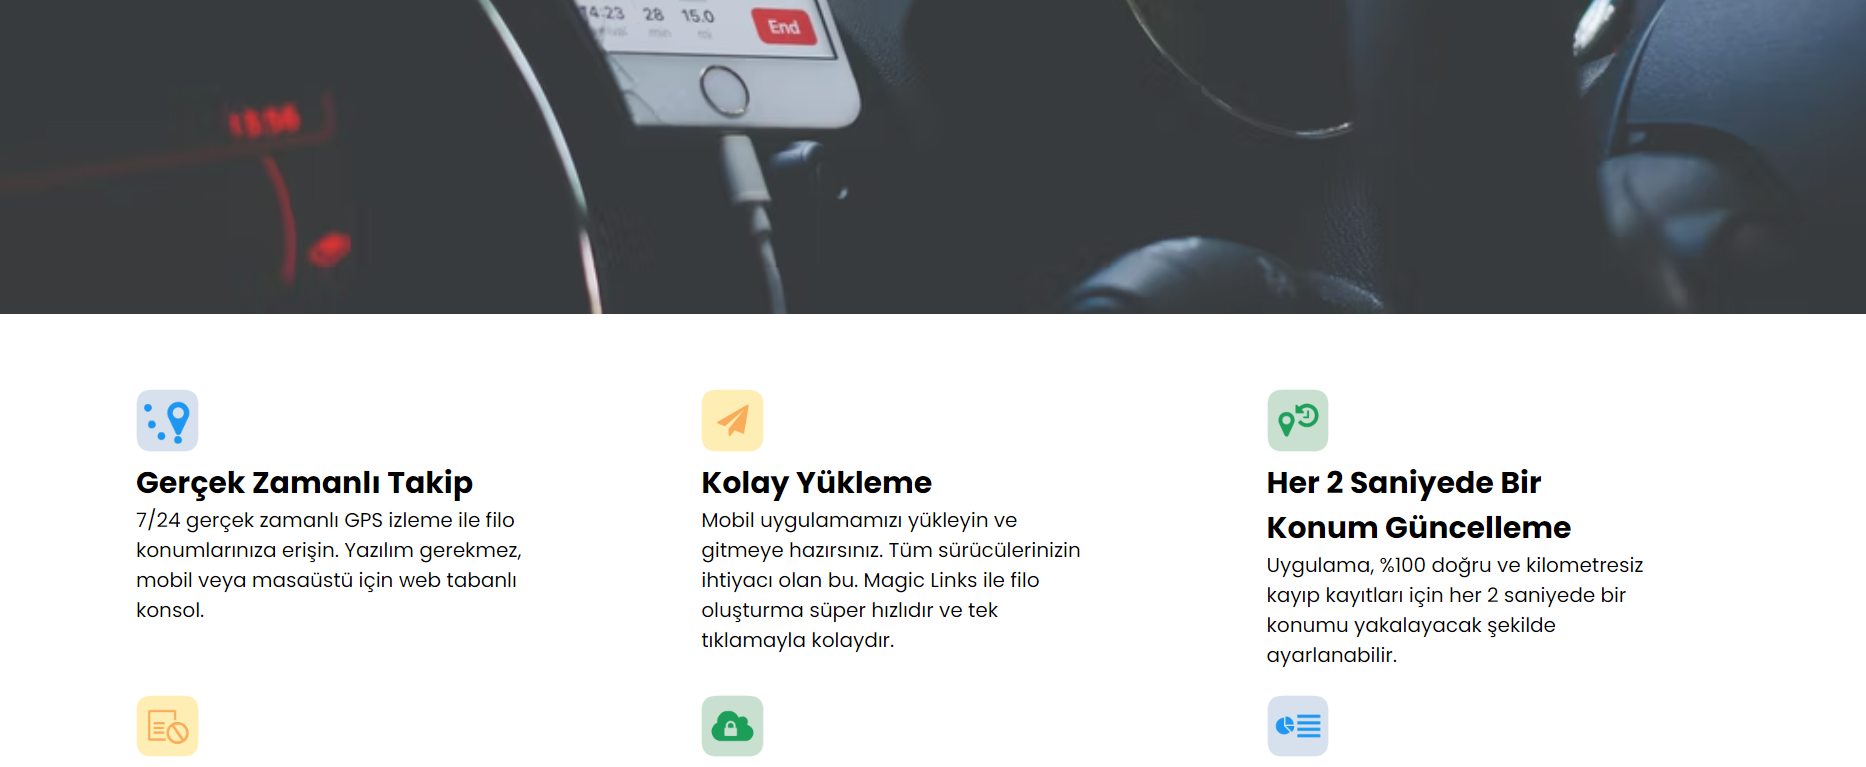 14:23 28 15.0
min
End
Gerçek Zamanlı Takip
7/24 gerçek zamanlı GPS izleme ile filo
konumlarınıza erişin. Yazılım gerekmez,
mobil veya masaüstü için web tabanlı
konsol.
Kolay Yükleme
Mobil uygulamamızı yükleyin ve
gitmeye hazırsınız. Tüm sürücülerinizin
ihtiyacı olan bu. Magic Links ile filo
oluşturma süper hızlıdır ve tek
tıklamayla kolaydır.
Her 2 Saniyede Bir
Konum Güncelleme
Uygulama, %100 doğru ve kilometresiz
kayıp kayıtları için her 2 saniyede bir
konumu yakalayacak şekilde
ayarlanabilir.